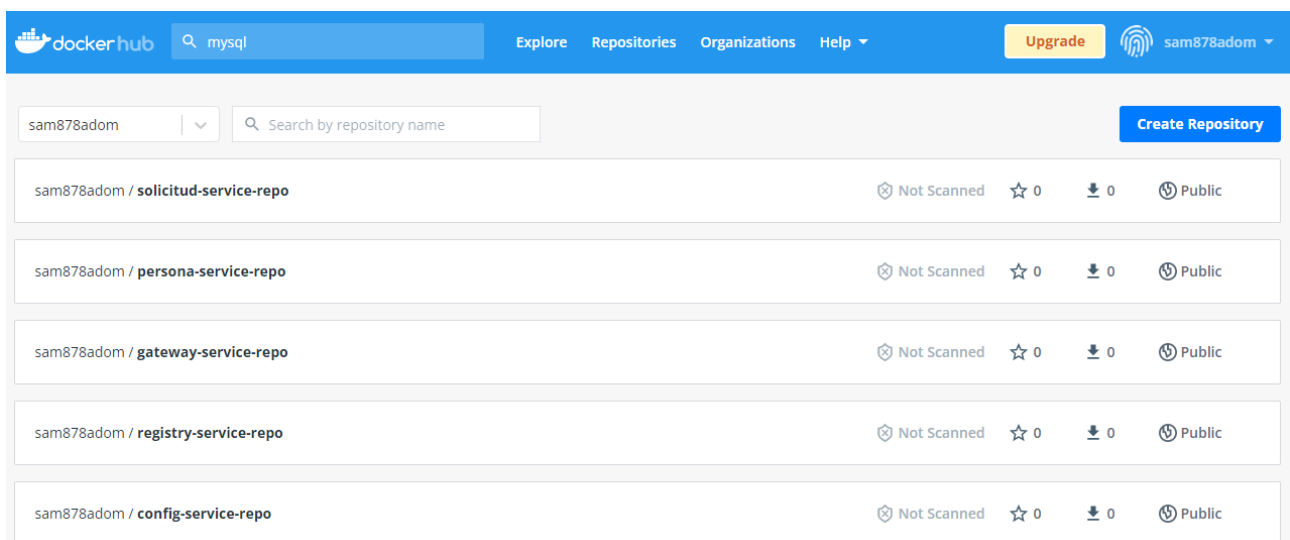 dockerhub mysql Explore Repositories Organizations Help Upgrade sam878adom
sam878adom Search by repository name Create Repository
sam878adom / solicitud-service-repo Not Scanned 0 0 Public
sam878adom / persona-service-repo Not Scanned 0 0 Public
sam878adom / gateway-service-repo Not Scanned 0 0 Public
sam878adom / registry-service-repo Not Scanned 0 0 Public
sam878adom / config-service-repo Not Scanned 0 0 Public